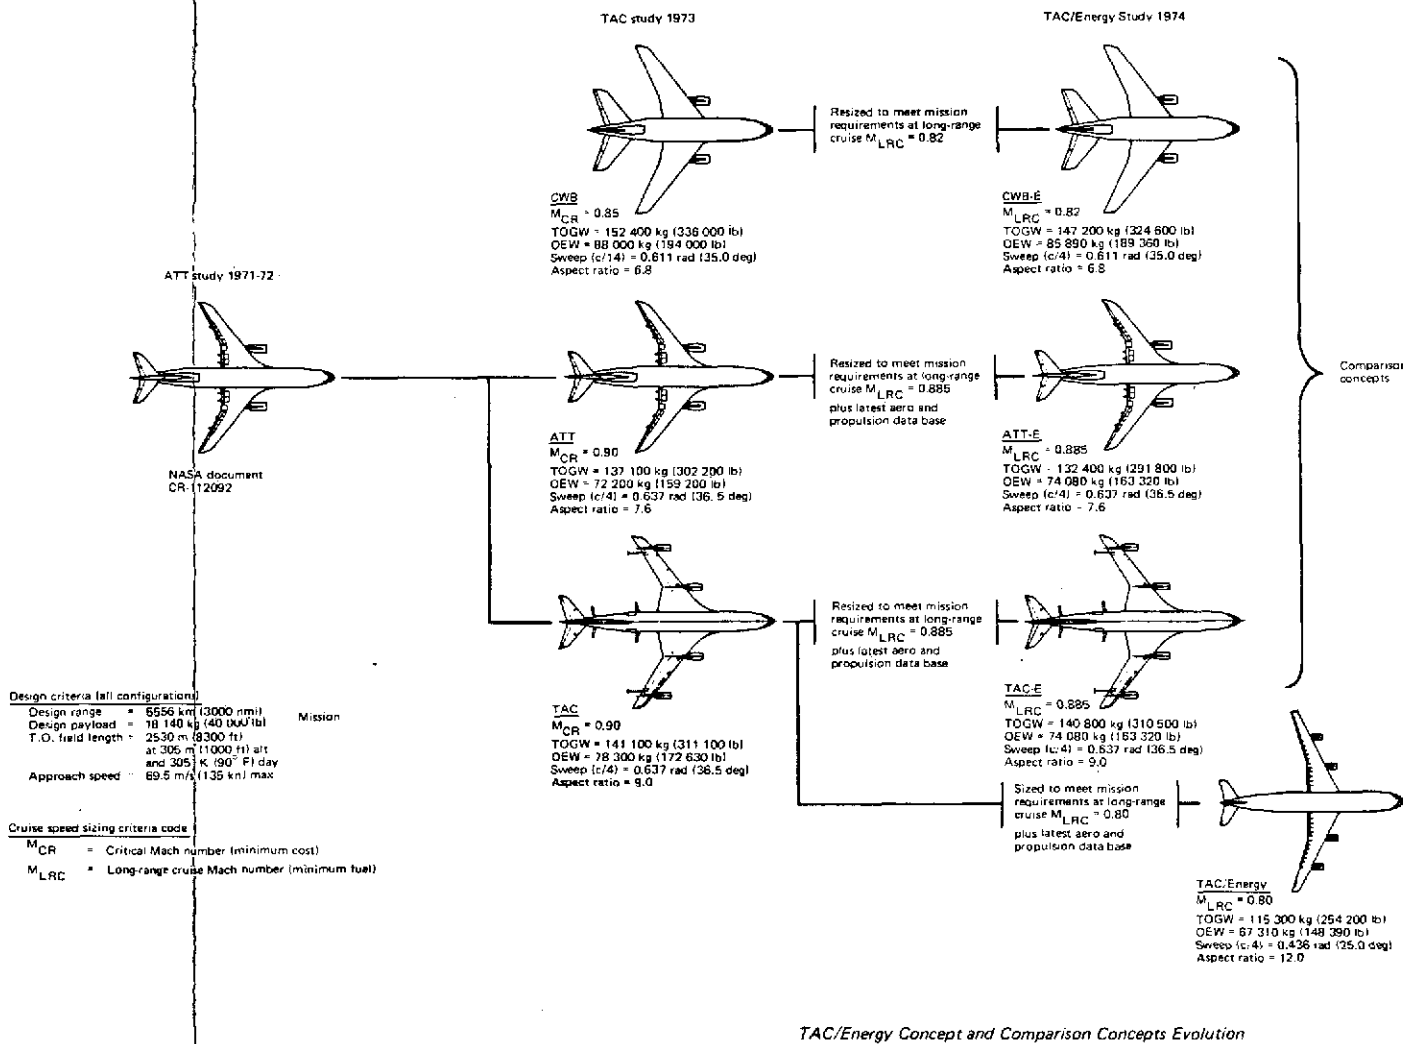 TAC study 1973
TAC/Energy Study 1974
Resized to meet mission
requirements at long-range
cruise M LRC = 0.82
CWB
M CR = 0.85
TOGW = 152 400 kg (336 000 lb)
OEW = 88 000 kg (194 000 lb)
Sweep (c/14) = 0.611 rad (35.0 deg)
Aspect ratio = 6.8
CWB-E
M LRC = 0.82
TOGW = 147 200 kg (324 600 lb)
OEW = 85 890 kg (189 360 lb)
Sweep (c/4) = 0.611 rad (35.0 deg)
Aspect ratio = 6.8
ATT study 1971-72
NASA document
CR-112092
Resized to meet mission
requirements at long-range
cruise M LRC = 0.885
plus latest aero and
propulsion data base
Comparison
concepts
ATT
M CR = 0.90
TOGW = 137 100 kg (302 200 lb)
OEW = 72 200 kg (159 200 lb)
Sweep (c/4) = 0.637 rad (36.5 deg)
Aspect ratio = 7.6
ATT-E
M LRC = 0.885
TOGW = 132 400 kg (291 800 lb)
OEW = 74 080 kg (163 320 lb)
Sweep (c/4) = 0.637 rad (36.5 deg)
Aspect ratio = 7.6
Resized to meet mission
requirements at long-range
cruise M LRC = 0.885
plus latest aero and
propulsion data base
TAC
M CR = 0.90
TOGW = 141 100 kg (311 100 lb)
OEW = 78 300 kg (172 630 lb)
Sweep (c/4) = 0.637 rad (36.5 deg)
Aspect ratio = 9.0
TAC-E
M LRC = 0.885
TOGW = 140 800 kg (310 500 lb)
OEW = 74 080 kg (163 320 lb)
Sweep (c/4) = 0.637 rad (36.5 deg)
Aspect ratio = 9.0
Design criteria (all configurations)
Design range = 5556 km (3000 nmi)
Design payload = 18 140 kg (40 000 lb)
T.O. field length = 2530 m (8300 ft)
at 305 m (1000 ft) alt
and 305° K (90° F) day
Approach speed = 69.5 m/s (135 kn) max
Mission
Cruise speed sizing criteria code
M CR = Critical Mach number (minimum cost)
M LRC = Long-range cruise Mach number (minimum fuel)
Sized to meet mission
requirements at long-range
cruise M LRC = 0.80
plus latest aero and
propulsion data base
TAC/Energy
M LRC = 0.80
TOGW = 115 300 kg (254 200 lb)
OEW = 67 310 kg (148 390 lb)
Sweep (c/4) = 0.436 rad (25.0 deg)
Aspect ratio = 12.0
TAC/Energy Concept and Comparison Concepts Evolution